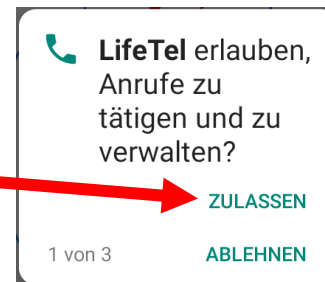 LifeTel erlauben,
Anrufe zu
tätigen und zu
verwalten?
ZULASSEN
1 von 3
ABLEHNEN